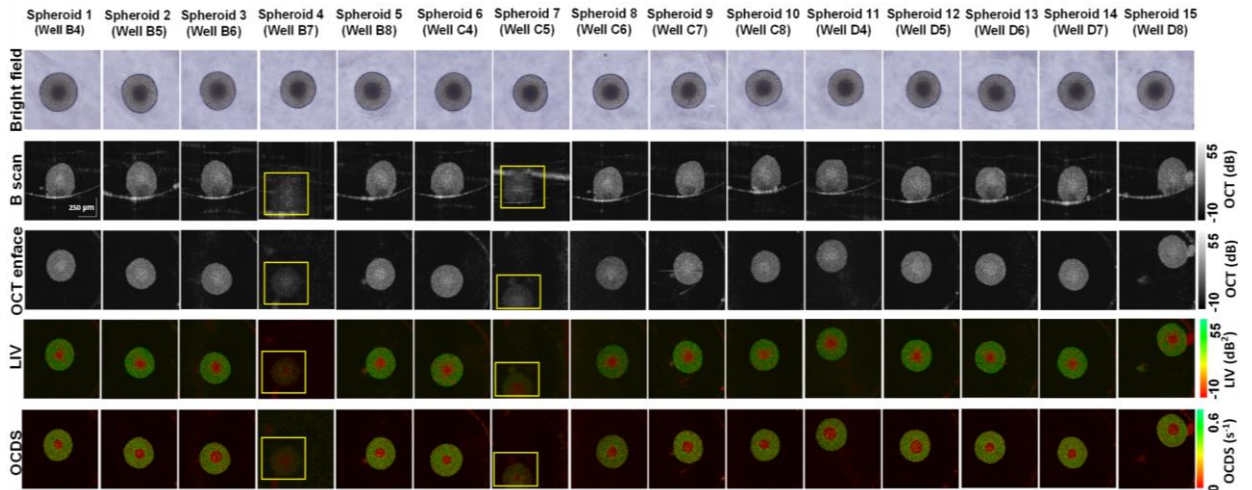 Spheroid 1 Spheroid 2 Spheroid 3 Spheroid 4 Spheroid 5 Spheroid 6 Spheroid 7 Spheroid 8 Spheroid 9 Spheroid 10 Spheroid 11 Spheroid 12 Spheroid 13 Spheroid 14 Spheroid 15
(Well B4) (Well B5) (Well B6) (Well B7) (Well B8) (Well C4) (Well C5) (Well C6) (Well C7) (Well C8) (Well D4) (Well D5) (Well D6) (Well D7) (Well D8)
Bright field
B scan
250 µm
55
-10
OCT (dB)
OCT enface
55
-10
OCT (dB)
LIV
55
-10
LIV (dB²)
OCDS
0.6
0
OCDS (s⁻¹)